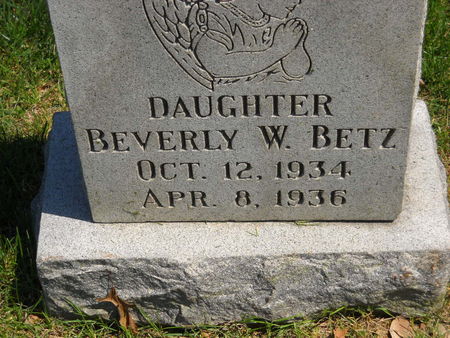 DAUGHTER
BEVERLY W. BETZ
OCT. 12, 1934
APR. 8, 1936